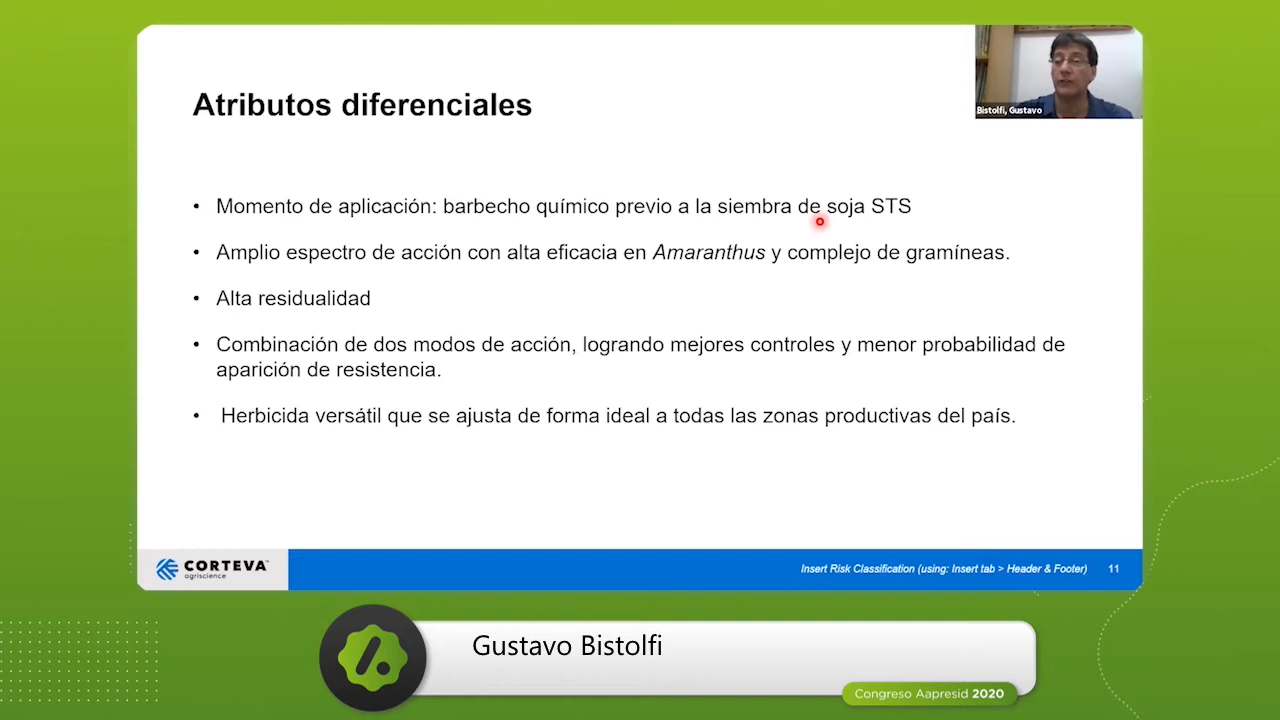 Atributos diferenciales
Bistolfi, Gustavo
• Momento de aplicación: barbecho químico previo a la siembra de soja STS
• Amplio espectro de acción con alta eficacia en Amaranthus y complejo de gramíneas.
• Alta residualidad
• Combinación de dos modos de acción, logrando mejores controles y menor probabilidad de
aparición de resistencia.
• Herbicida versátil que se ajusta de forma ideal a todas las zonas productivas del país.
CORTEVA™
agriscience
Insert Risk Classification (using: Insert tab > Header & Footer) 11
Gustavo Bistolfi
Congreso Aapresid 2020